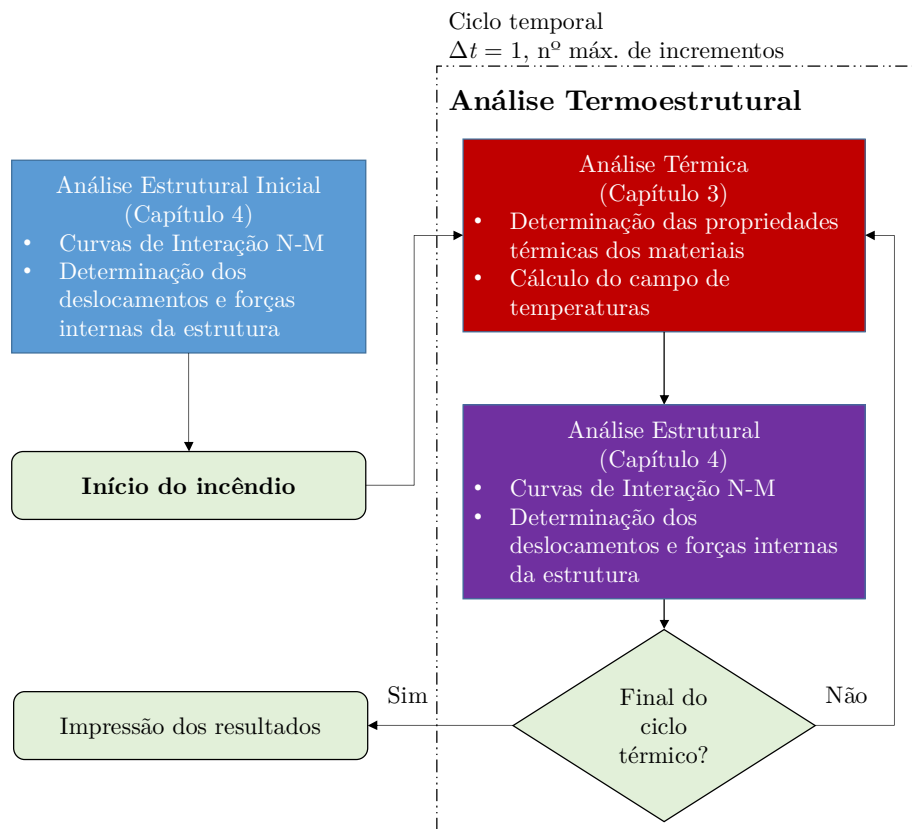 Ciclo temporal
Δt = 1, nº máx. de incrementos
Análise Termoestrutural
Análise Estrutural Inicial
(Capítulo 4)
• Curvas de Interação N-M
• Determinação dos
deslocamentos e forças
internas da estrutura
Análise Térmica
(Capítulo 3)
• Determinação das propriedades
térmicas dos materiais
• Cálculo do campo de
temperaturas
Início do incêndio
Análise Estrutural
(Capítulo 4)
• Curvas de Interação N-M
• Determinação dos
deslocamentos e forças internas
da estrutura
Final do
ciclo
térmico?
Sim
Não
Impressão dos resultados